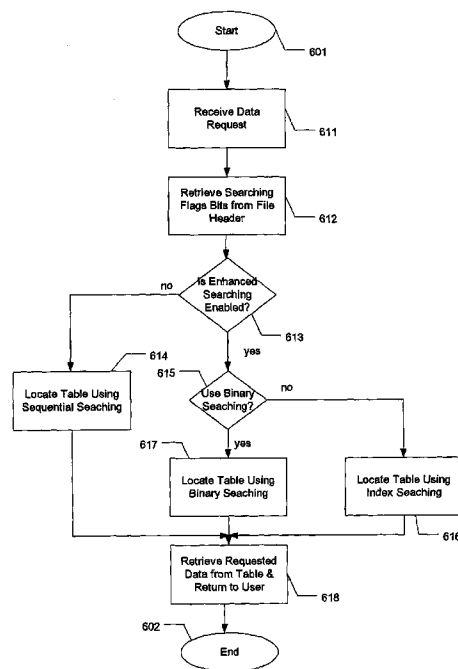 Start
601
Receive Data
Request
611
Retrieve Searching
Flags Bits from File
Header
612
Is Enhanced
Searching
Enabled?
no
613
yes
614
Locate Table Using
Sequential Seaching
615
Use Binary
Seaching?
no
yes
617
Locate Table Using
Binary Seaching
Locate Table Using
Index Seaching
616
Retrieve Requested
Data from Table &
Return to User
618
602
End